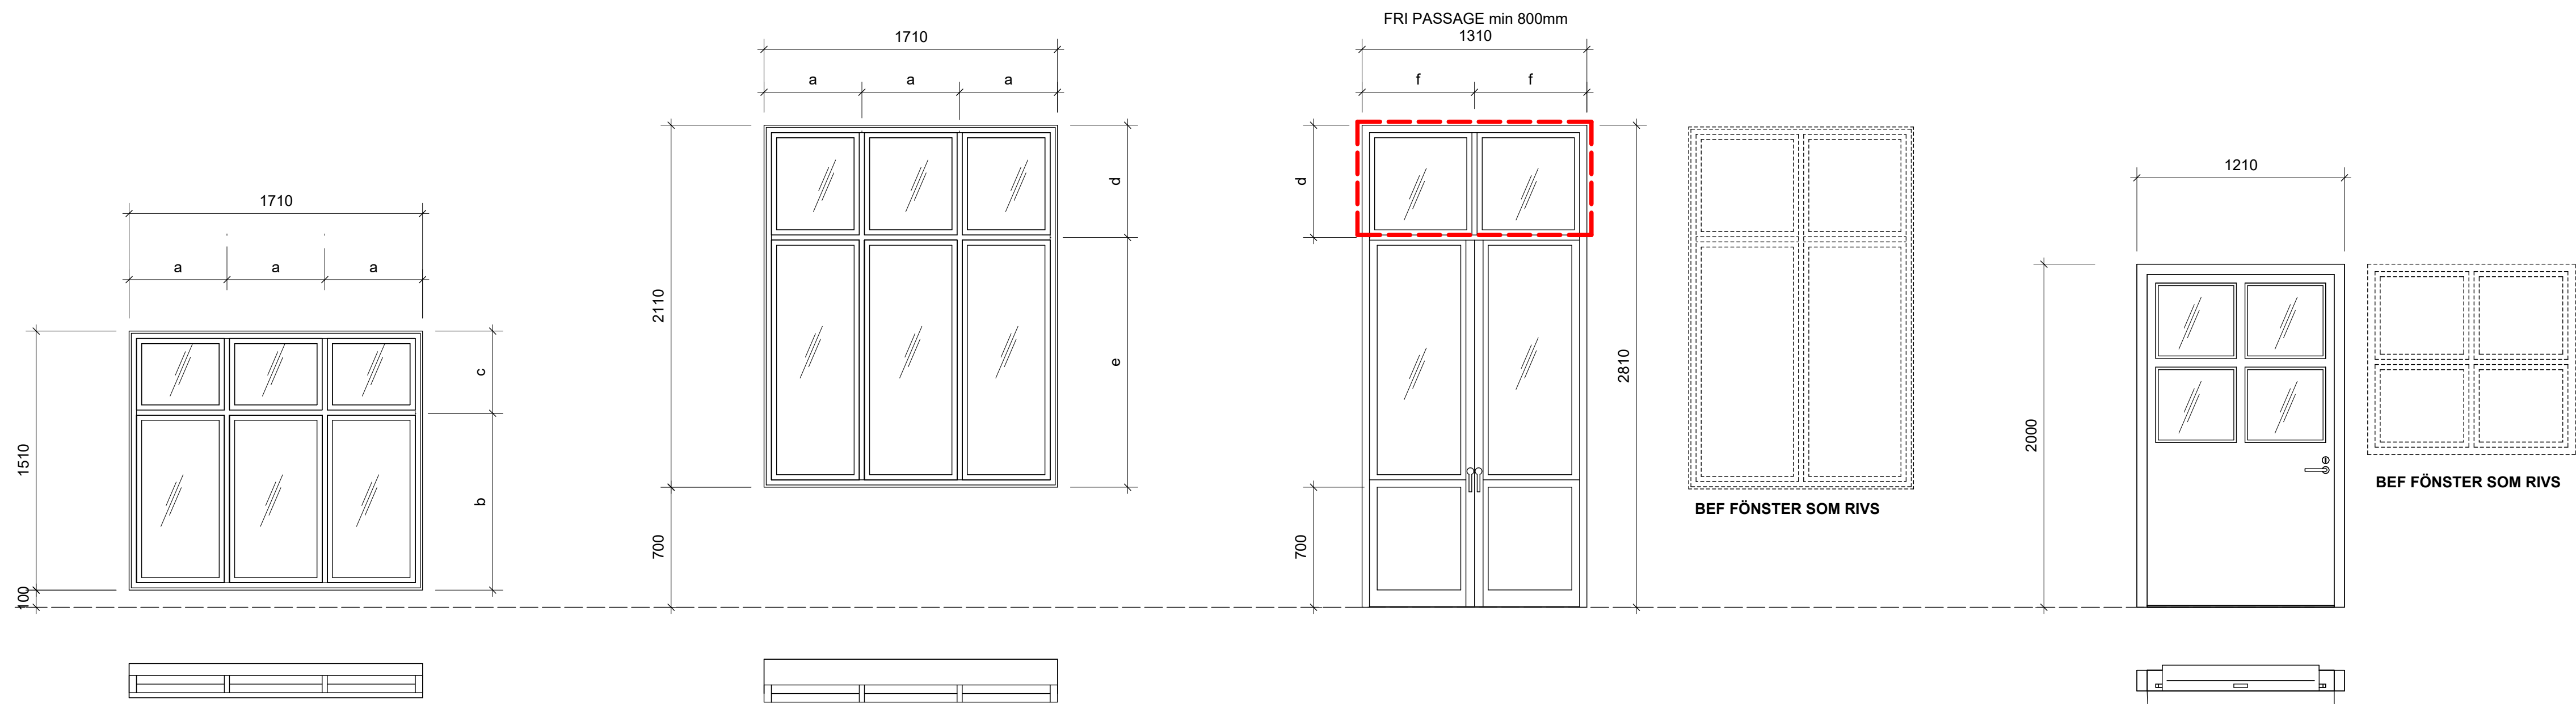 1710
a a a
1510
100
c
b
1710
a a a
2110
700
d
e
FRI PASSAGE min 800mm
1310
f f
d
700
2810
BEF FÖNSTER SOM RIVS
1210
2000
BEF FÖNSTER SOM RIVS